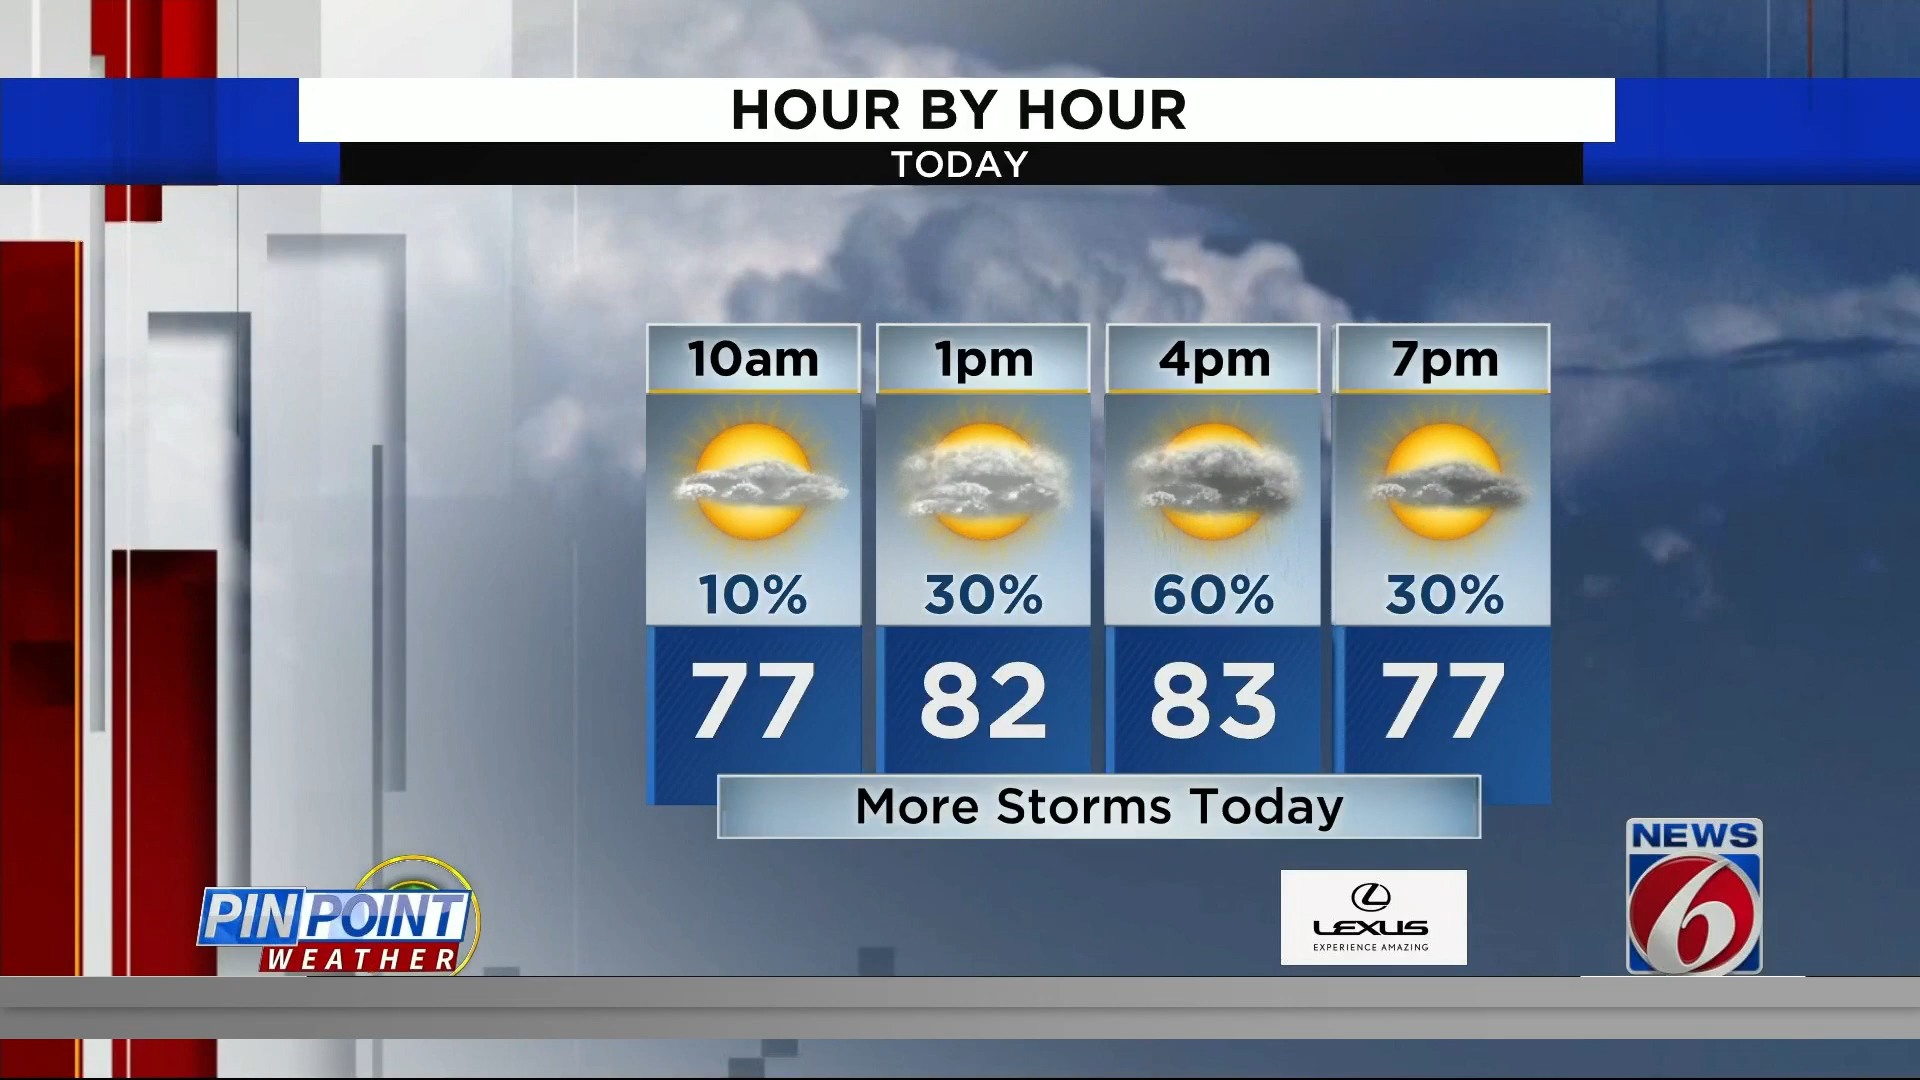 HOUR BY HOUR
TODAY
10am 1pm 4pm 7pm
10% 30% 60% 30%
77 82 83 77
More Storms Today
PINPOINT
WEATHER
LEXUS
EXPERIENCE AMAZING
NEWS
6